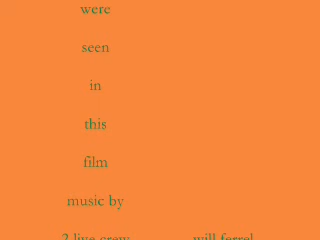 were
seen
in
this
film
music by
2 live crew will ferrel